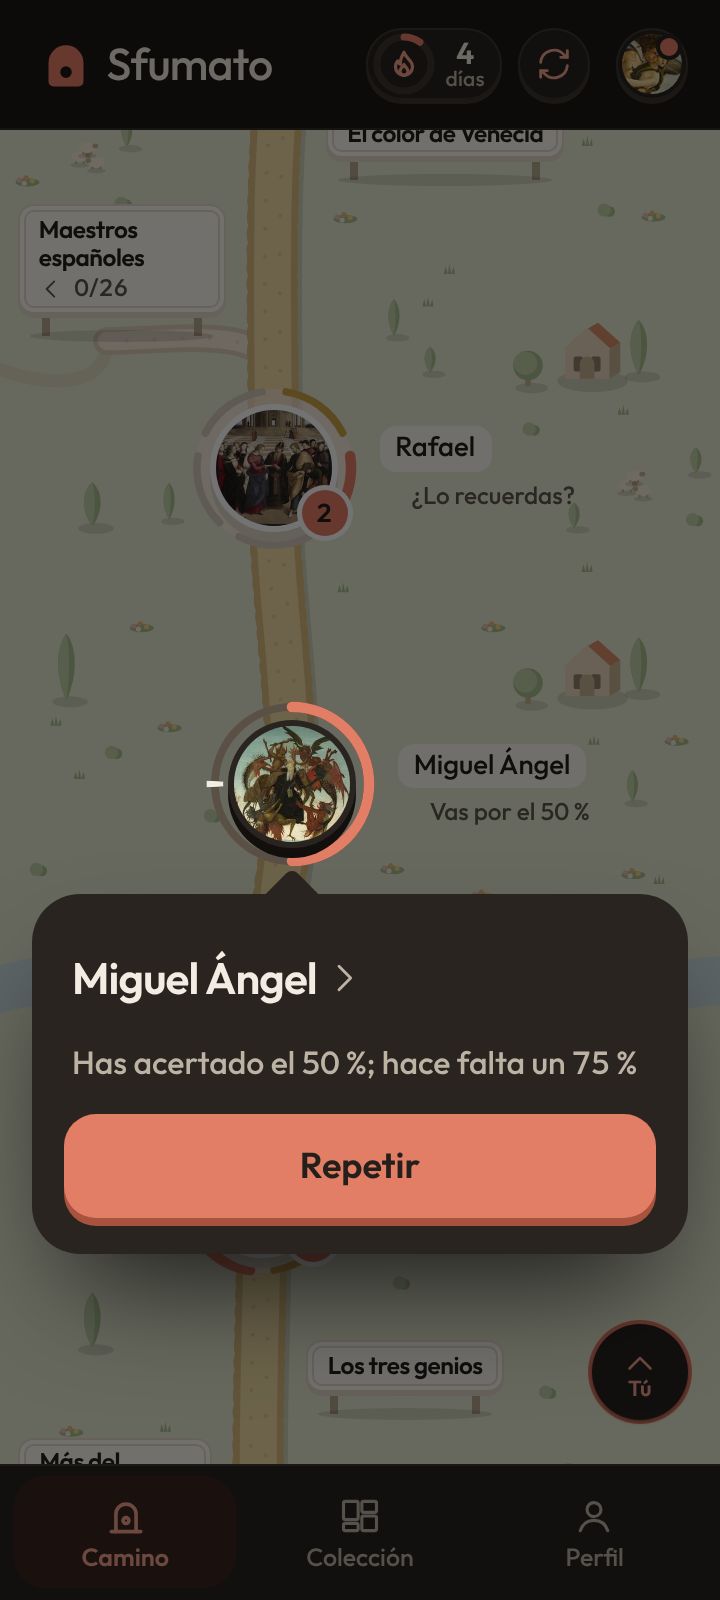 Sfumato
4
días
El color de Venecia
Maestros
españoles
0/26
Rafael
¿Lo recuerdas?
2
Miguel Ángel
Vas por el 50 %
Miguel Ángel
Has acertado el 50 %; hace falta un 75 %
Repetir
Los tres genios
Tú
Más del
Camino
Colección
Perfil